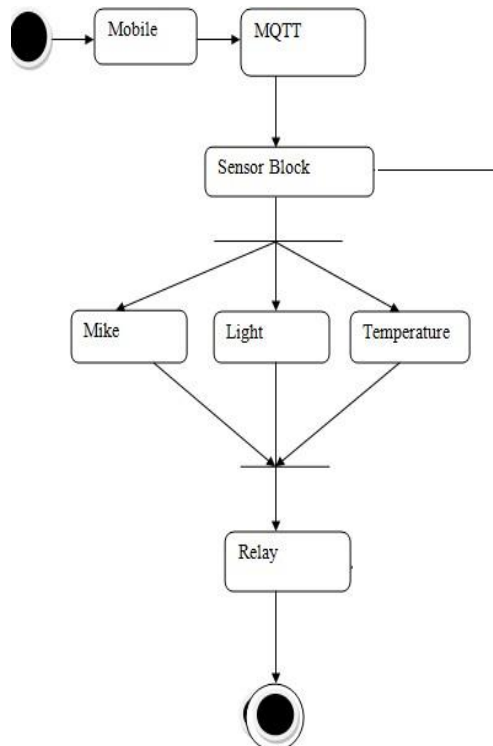 Mobile
MQTT
Sensor Block
Mike
Light
Temperature
Relay